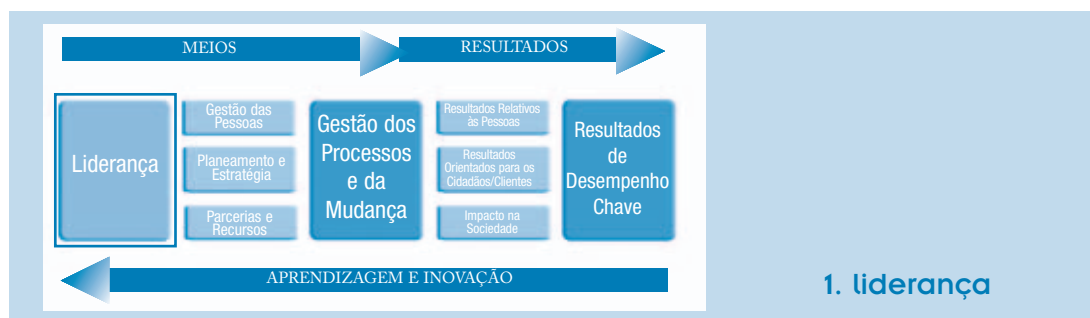 MEIOS
RESULTADOS
Liderança
Gestão das
Pessoas
Planeamento e
Estratégia
Parcerias e
Recursos
Gestão dos
Processos
e da
Mudança
Resultados Relativos
às Pessoas
Resultados
Orientados para os
Cidadãos/Clientes
Impacto na
Sociedade
Resultados
de
Desempenho
Chave
APRENDIZAGEM E INOVAÇÃO
1. liderança